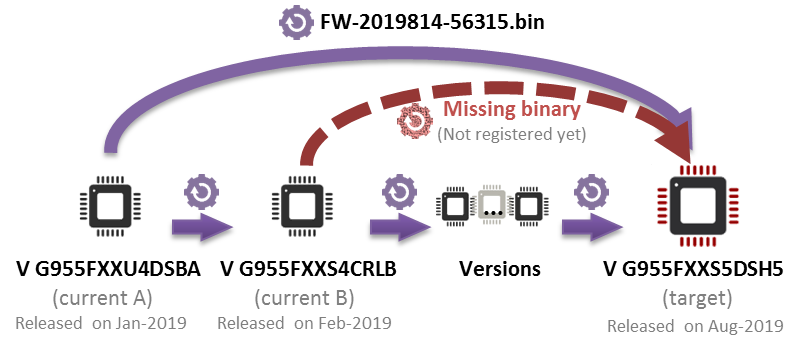 FW-2019814-56315.bin
Missing binary
(Not registered yet)
V G955FXXU4DSBA
(current A)
Released on Jan-2019
V G955FXXS4CRLB
(current B)
Released on Feb-2019
Versions
V G955FXXS5DSH5
(target)
Released on Aug-2019